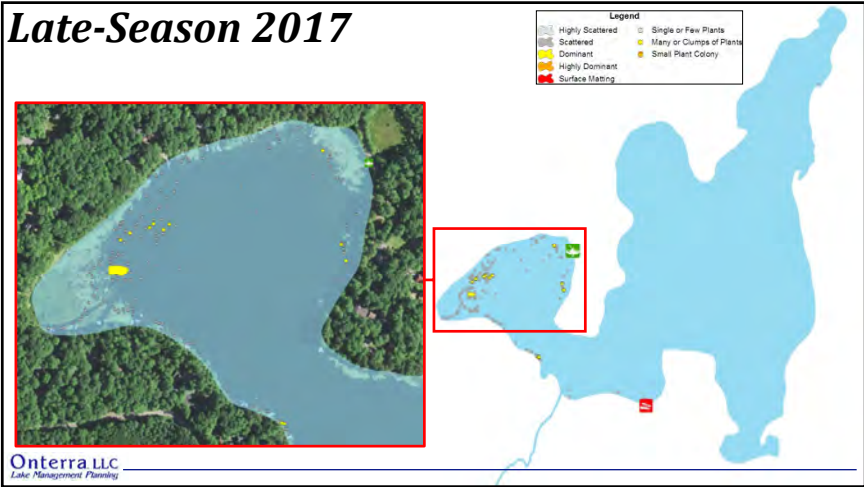 Late-Season 2017
Legend
Highly Scattered
Scattered
Dominant
Highly Dominant
Surface Matting
Single or Few Plants
Many or Clumps of Plants
Small Plant Colony
Onterra LLC
Lake Management Planning